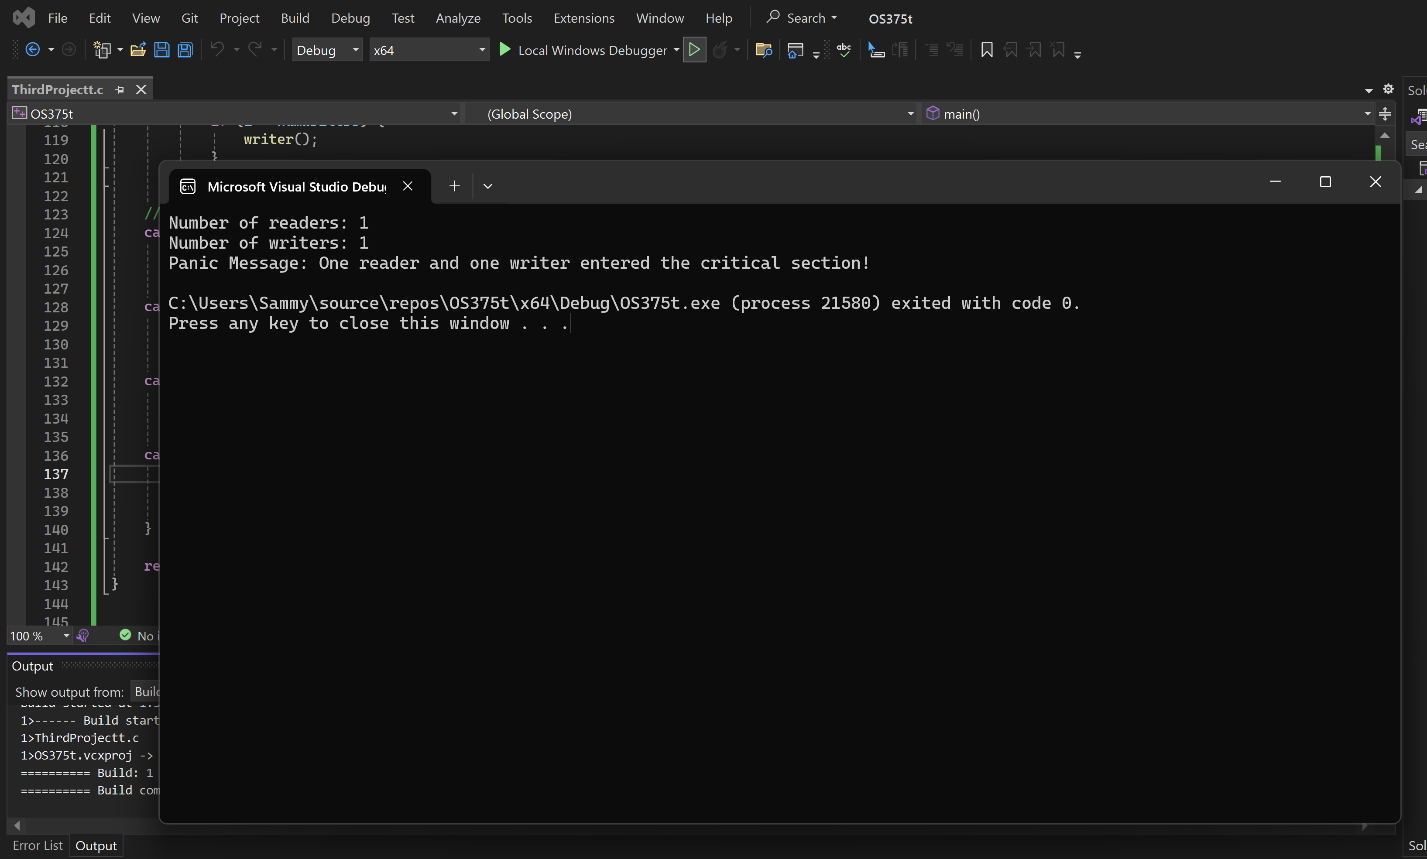 File Edit View Git Project Build Debug Test Analyze Tools Extensions Window Help Search OS375t
Debug x64 Local Windows Debugger
ThirdProjectt.c
OS375t (Global Scope) main()
119 writer();
120 }
121
122
123 //
124 ca
125
126
127
128 ca
129
130
131
132 ca
133
134
135
136 ca
137
138
139
140 }
141
142 re
143 }
144
145
Microsoft Visual Studio Debu
Number of readers: 1
Number of writers: 1
Panic Message: One reader and one writer entered the critical section!
C:\Users\Sammy\source\repos\OS375t\x64\Debug\OS375t.exe (process 21580) exited with code 0.
Press any key to close this window . . .
100 % No i
Output
Show output from: Build
1>------ Build start
1>ThirdProjectt.c
1>OS375t.vcxproj ->
========== Build: 1
========== Build com
Error List Output
Sol
Sea
Sol